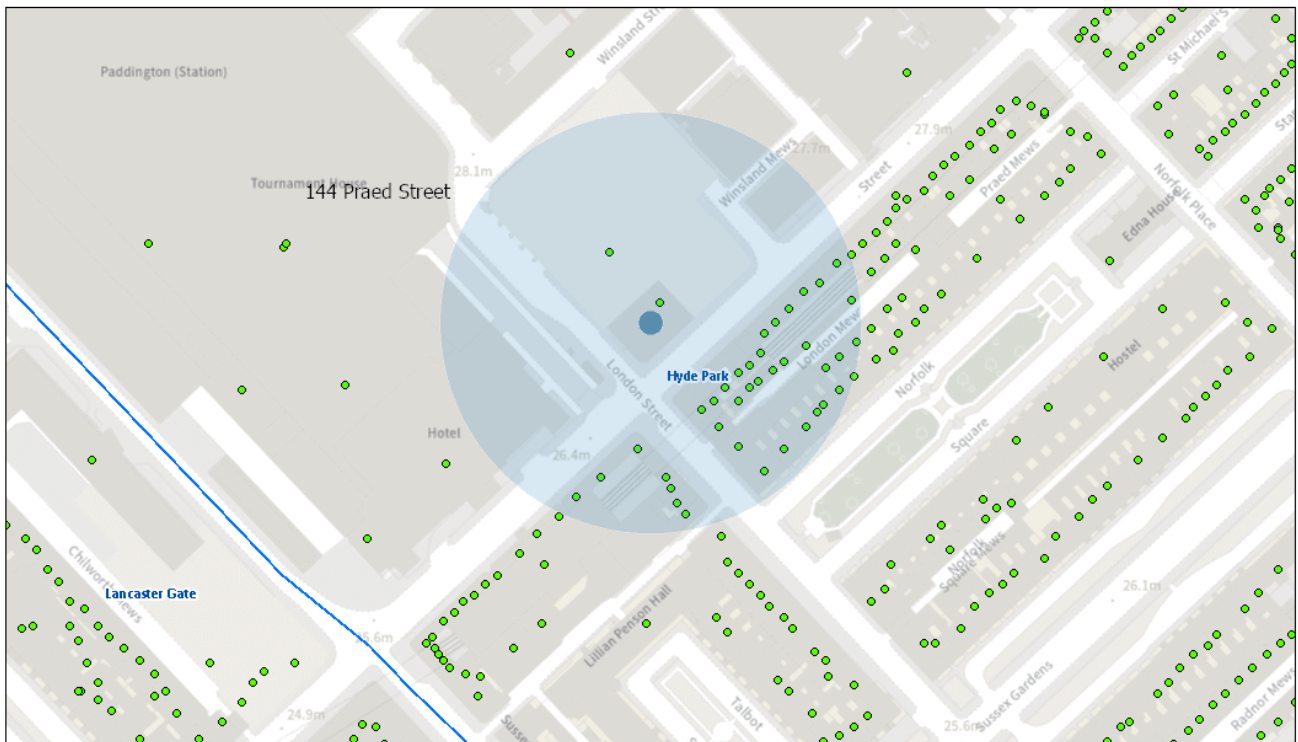 Winsland Street
St Michael's
Paddington (Station)
Star
27.9m
27.7m
Winsland Mews
Street
Praed Mews
28.1m
Tournament House
144 Praed Street
Norfolk Place
Edna House
London Mews
Hostel
Hyde Park
Norfolk
London Street
Square
Hotel
26.4m
Norfolk
Square Mews
Chilworth Mews
26.1m
Lancaster Gate
25.6m
Lillian Penson Hall
Sussex Gardens
Radnor Mews
Talbot
24.9m
Sussex
25.6m